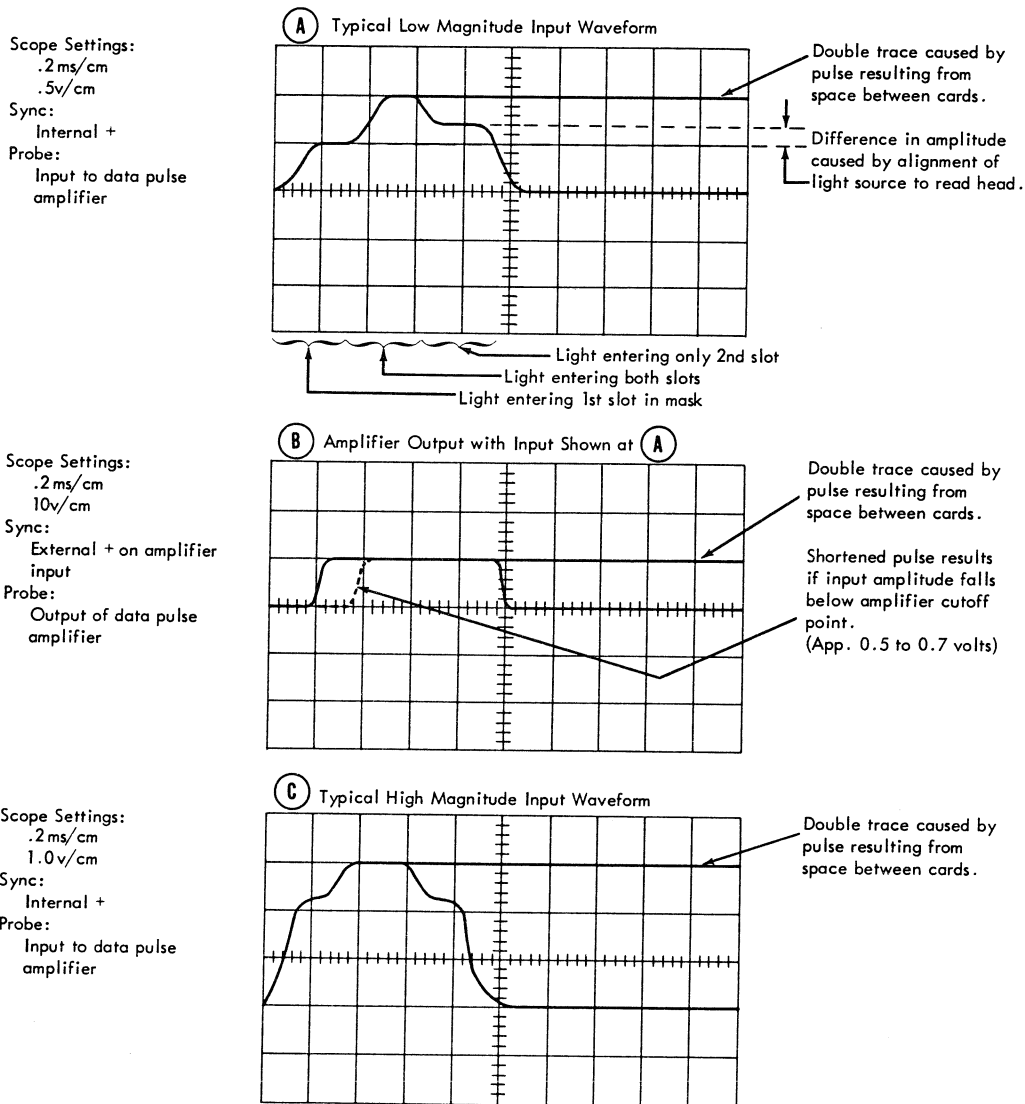 A Typical Low Magnitude Input Waveform
Scope Settings:
.2 ms/cm
.5v/cm
Sync:
Internal +
Probe:
Input to data pulse
amplifier
Double trace caused by
pulse resulting from
space between cards.
Difference in amplitude
caused by alignment of
light source to read head.
Light entering only 2nd slot
Light entering both slots
Light entering 1st slot in mask
B Amplifier Output with Input Shown at A
Scope Settings:
.2 ms/cm
10v/cm
Sync:
External + on amplifier
input
Probe:
Output of data pulse
amplifier
Double trace caused by
pulse resulting from
space between cards.
Shortened pulse results
if input amplitude falls
below amplifier cutoff
point.
(App. 0.5 to 0.7 volts)
C Typical High Magnitude Input Waveform
Scope Settings:
.2 ms/cm
1.0v/cm
Sync:
Internal +
Probe:
Input to data pulse
amplifier
Double trace caused by
pulse resulting from
space between cards.